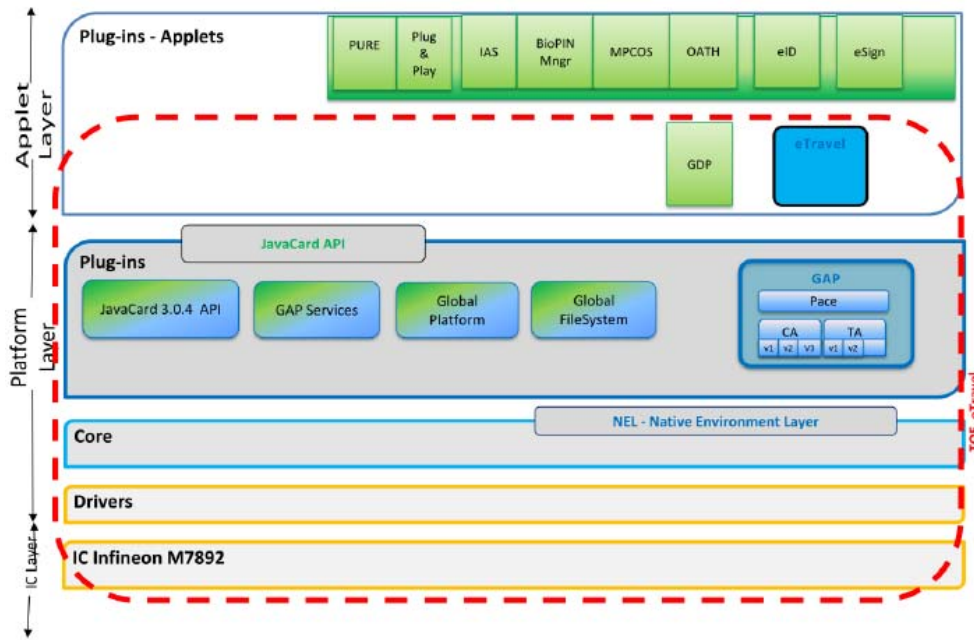 Plug-ins - Applets
PURE
Plug
&
Play
IAS
BioPIN
Mngr
MPCOS
OATH
eID
eSign
Applet
Layer
GDP
eTravel
JavaCard API
Plug-ins
JavaCard 3.0.4 API
GAP Services
Global
Platform
Global
FileSystem
GAP
Pace
CA
TA
v1
v2
V3
v1
v2
Platform
Layer
TOE eTravel
NEL - Native Environment Layer
Core
Drivers
IC Layer
IC Infineon M7892